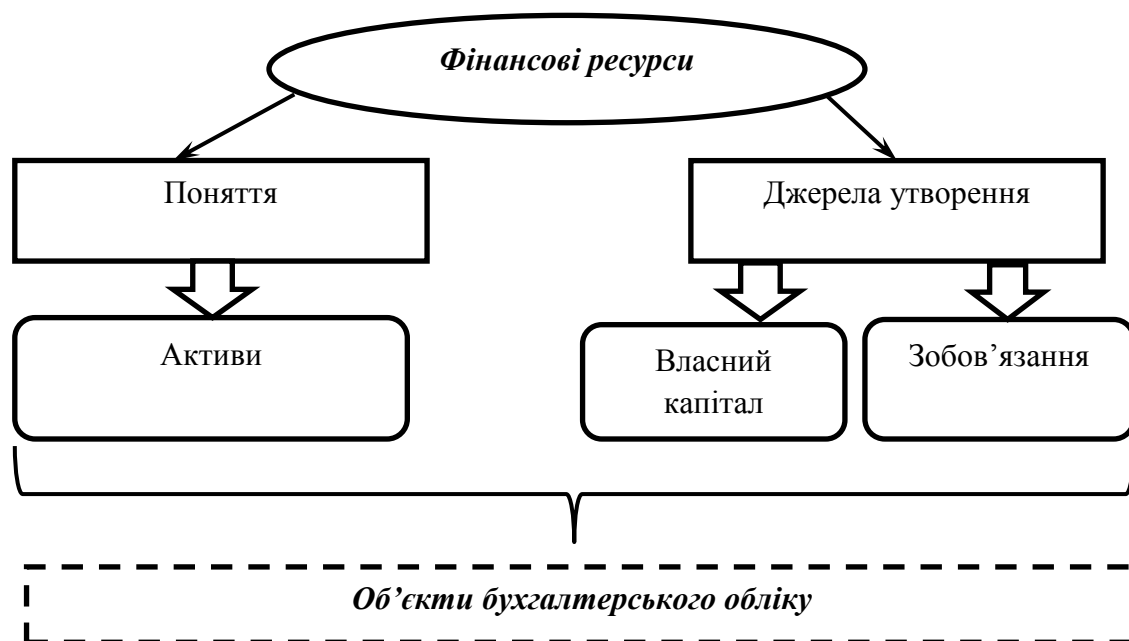 Фінансові ресурси
Поняття
Джерела утворення
Активи
Власний
капітал
Зобов’язання
Об’єкти бухгалтерського обліку